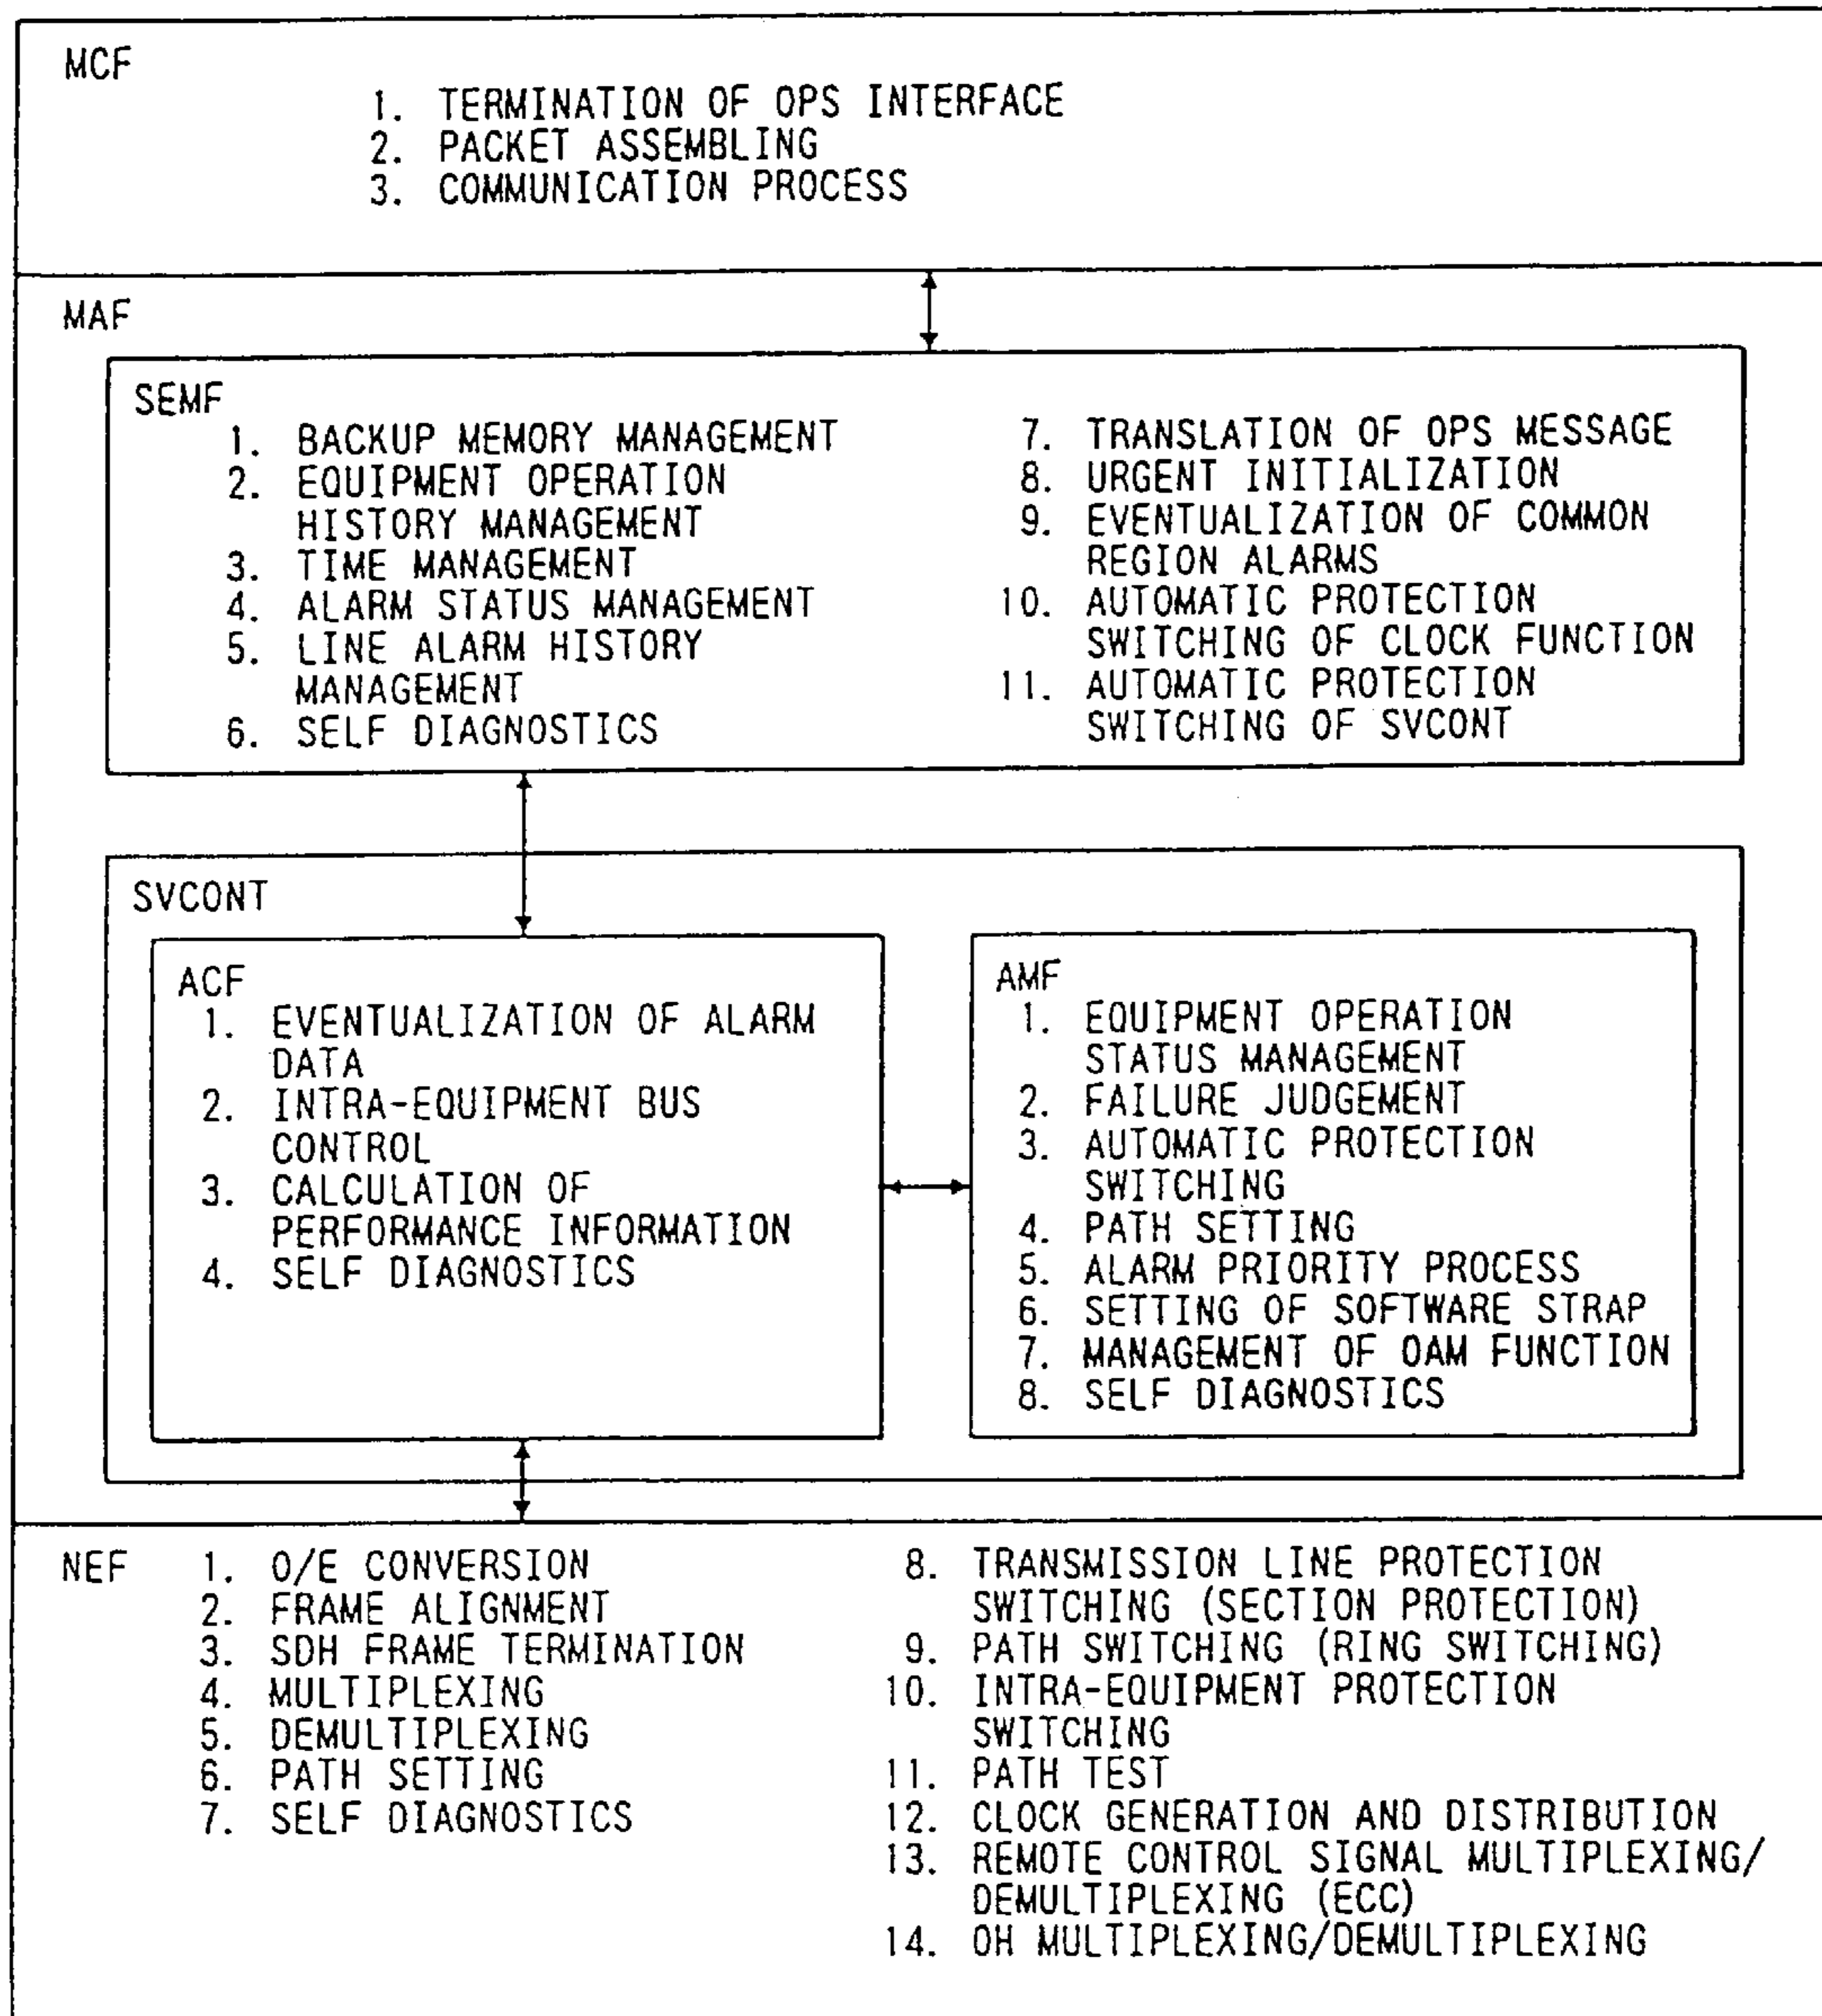 MCF
1. TERMINATION OF OPS INTERFACE
2. PACKET ASSEMBLING
3. COMMUNICATION PROCESS
MAF
SEMF
1. BACKUP MEMORY MANAGEMENT
2. EQUIPMENT OPERATION
HISTORY MANAGEMENT
3. TIME MANAGEMENT
4. ALARM STATUS MANAGEMENT
5. LINE ALARM HISTORY
MANAGEMENT
6. SELF DIAGNOSTICS
7. TRANSLATION OF OPS MESSAGE
8. URGENT INITIALIZATION
9. EVENTUALIZATION OF COMMON
REGION ALARMS
10. AUTOMATIC PROTECTION
SWITCHING OF CLOCK FUNCTION
11. AUTOMATIC PROTECTION
SWITCHING OF SVCONT
SVCONT
ACF
1. EVENTUALIZATION OF ALARM
DATA
2. INTRA-EQUIPMENT BUS
CONTROL
3. CALCULATION OF
PERFORMANCE INFORMATION
4. SELF DIAGNOSTICS
AMF
1. EQUIPMENT OPERATION
STATUS MANAGEMENT
2. FAILURE JUDGEMENT
3. AUTOMATIC PROTECTION
SWITCHING
4. PATH SETTING
5. ALARM PRIORITY PROCESS
6. SETTING OF SOFTWARE STRAP
7. MANAGEMENT OF OAM FUNCTION
8. SELF DIAGNOSTICS
NEF
1. O/E CONVERSION
2. FRAME ALIGNMENT
3. SDH FRAME TERMINATION
4. MULTIPLEXING
5. DEMULTIPLEXING
6. PATH SETTING
7. SELF DIAGNOSTICS
8. TRANSMISSION LINE PROTECTION
SWITCHING (SECTION PROTECTION)
9. PATH SWITCHING (RING SWITCHING)
10. INTRA-EQUIPMENT PROTECTION
SWITCHING
11. PATH TEST
12. CLOCK GENERATION AND DISTRIBUTION
13. REMOTE CONTROL SIGNAL MULTIPLEXING/
DEMULTIPLEXING (ECC)
14. OH MULTIPLEXING/DEMULTIPLEXING